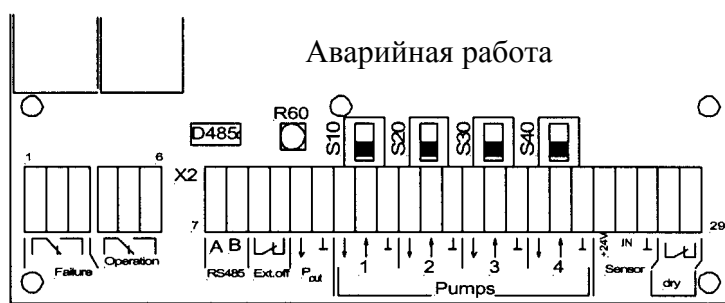 Аварийная работа
R60
D485
S10 S20 S30 S40
1 6 X2
7 29
A B +24V IN
Failure Operation RS485 Ext.off Pout 1 2 3 4 Sensor
Pumps dry